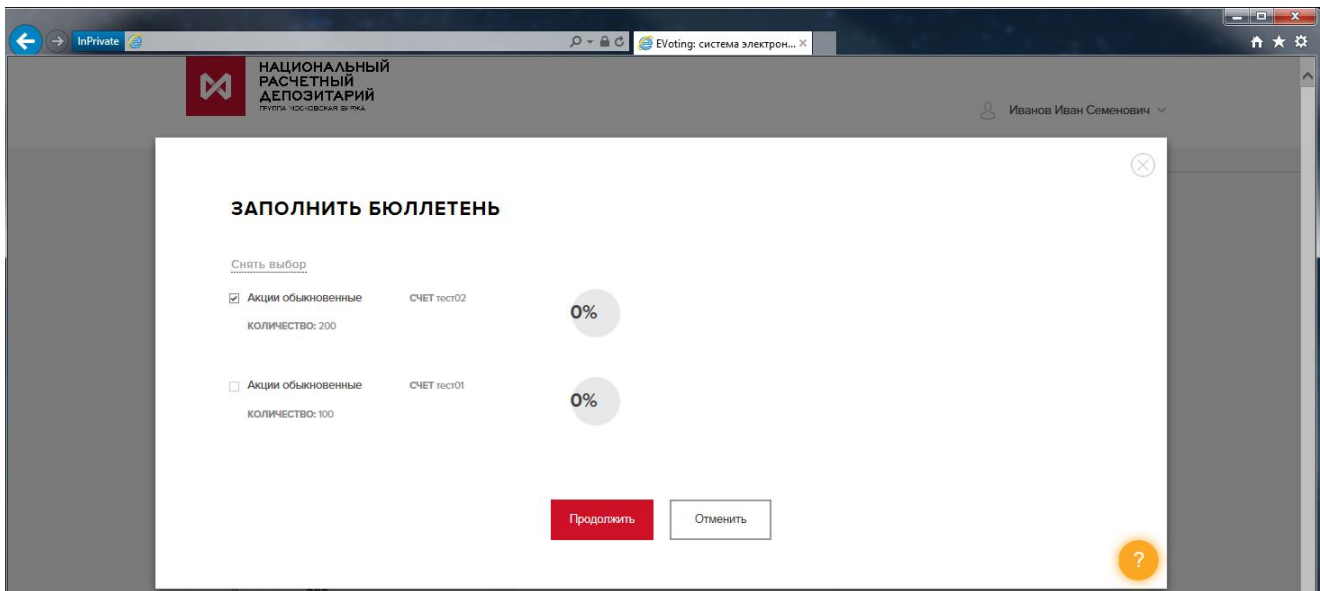 InPrivate
EVoting: система электрон...
НАЦИОНАЛЬНЫЙ
РАСЧЕТНЫЙ
ДЕПОЗИТАРИЙ
ГРУППА МОСКОВСКАЯ БИРЖА
Иванов Иван Семенович
ЗАПОЛНИТЬ БЮЛЛЕТЕНЬ
Снять выбор
Акции обыкновенные СЧЕТ тест02
0%
КОЛИЧЕСТВО: 200
Акции обыкновенные СЧЕТ тест01
0%
КОЛИЧЕСТВО: 100
Продолжить Отменить
?